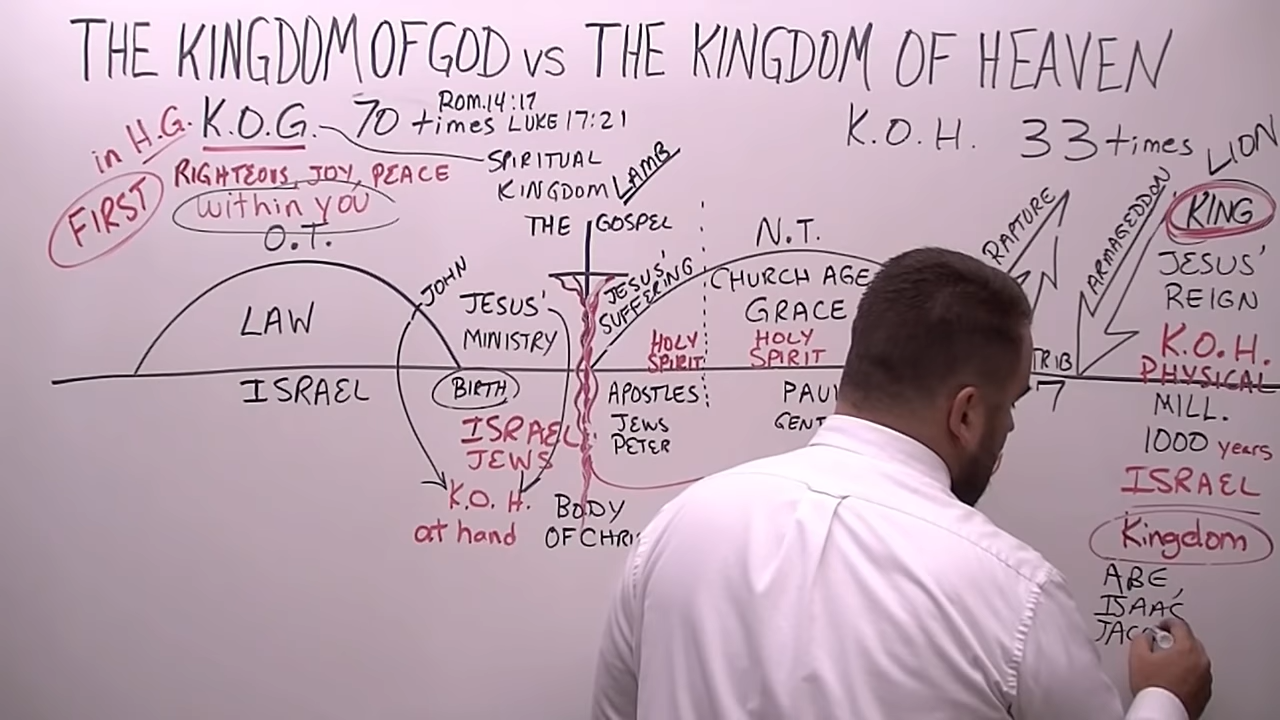 THE KINGDOM OF GOD VS THE KINGDOM OF HEAVEN
in H.G. K.O.G. 70 times
Rom.14:17
LUKE 17:21
FIRST
RIGHTEOUS, JOY, PEACE
within you
SPIRITUAL
KINGDOM LAMB
K.O.H. 33 times
LION
O.T.
LAW
ISRAEL
JOHN
JESUS'
MINISTRY
BIRTH
ISRAEL
JEWS
K.O.H.
at hand
THE GOSPEL
JESUS'
SUFFERING
HOLY
SPIRIT
APOSTLES
JEWS
PETER
BODY
N.T.
CHURCH AGE
GRACE
HOLY
SPIRIT
RAPTURE
TRIB
7
ARMAGEDDON
KING
JESUS'
REIGN
K.O.H.
PHYSICAL
MILL.
1000 years
ISRAEL
Kingdom
ABE,
ISAAC